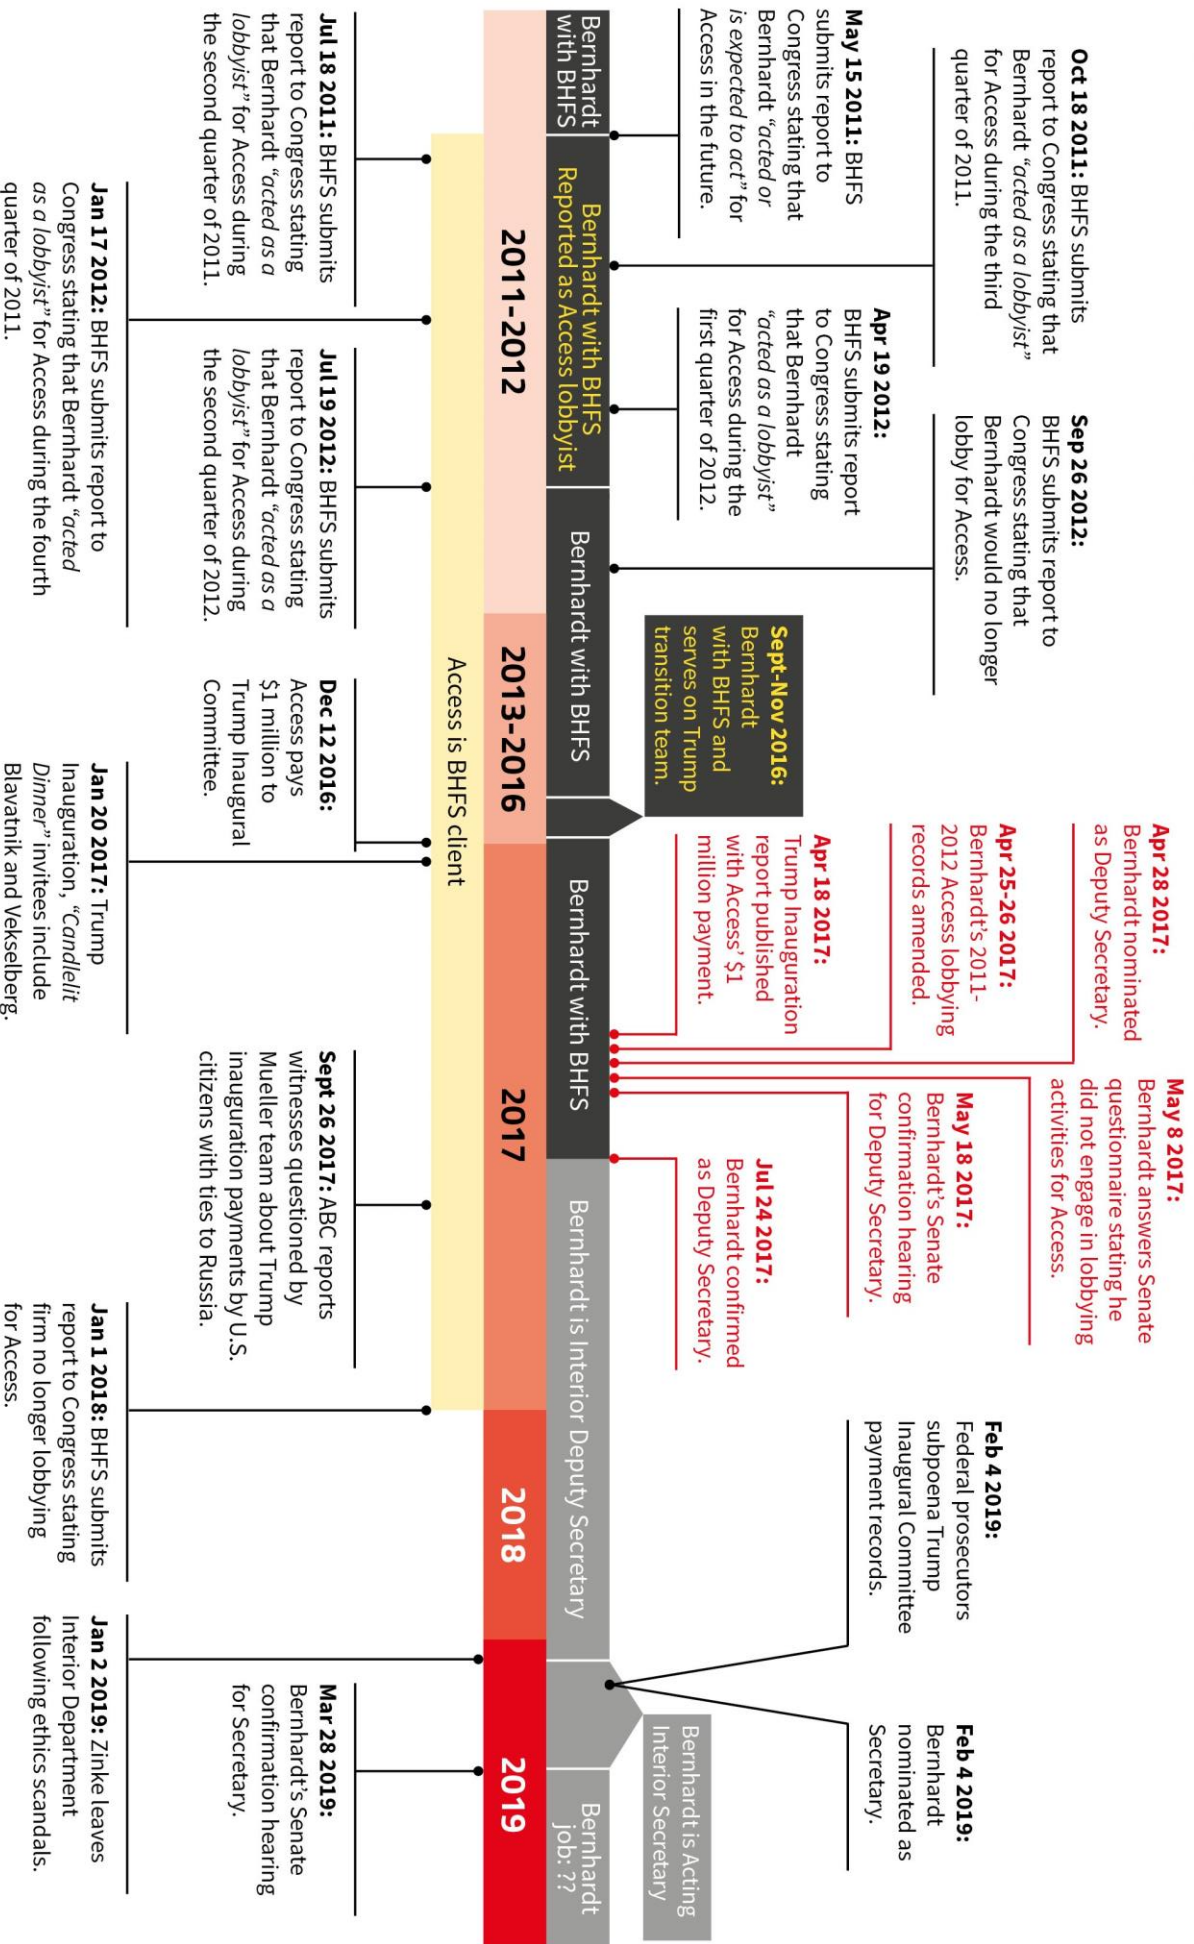 Oct 18 2011: BHFS submits
report to Congress stating that
Bernhardt “acted as a lobbyist”
for Access during the third
quarter of 2011.
Sep 26 2012:
BHFS submits report to
Congress stating that
Bernhardt would no longer
lobby for Access.
Apr 28 2017:
Bernhardt nominated
as Deputy Secretary.
May 8 2017:
Bernhardt answers Senate
questionnaire stating he
did not engage in lobbying
activities for Access.
May 15 2011: BHFS
submits report to
Congress stating that
Bernhardt “acted or
is expected to act” for
Access in the future.
Apr 19 2012:
BHFS submits report
to Congress stating
that Bernhardt
“acted as a lobbyist”
for Access during the
first quarter of 2012.
Sept-Nov 2016:
Bernhardt
with BHFS and
serves on Trump
transition team.
Apr 25-26 2017:
Bernhardt’s 2011-
2012 Access lobbying
records amended.
Apr 18 2017:
Trump Inauguration
report published
with Access’ $1
million payment.
May 18 2017:
Bernhardt’s Senate
confirmation hearing
for Deputy Secretary.
Jul 24 2017:
Bernhardt confirmed
as Deputy Secretary.
Feb 4 2019:
Federal prosecutors
subpoena Trump
Inaugural Committee
payment records.
Feb 4 2019:
Bernhardt
nominated as
Secretary.
Bernhardt is Acting
Interior Secretary
Bernhardt
with BHFS
Bernhardt with BHFS
Reported as Access lobbyist
Bernhardt with BHFS
Bernhardt with BHFS
Bernhardt is Interior Deputy Secretary
Bernhardt
job: ??
2011-2012
2013-2016
2017
2018
2019
Access is BHFS client
Jul 18 2011: BHFS submits
report to Congress stating
that Bernhardt “acted as a
lobbyist” for Access during
the second quarter of 2011.
Jul 19 2012: BHFS submits
report to Congress stating
that Bernhardt “acted as a
lobbyist” for Access during
the second quarter of 2012.
Dec 12 2016:
Access pays
$1 million to
Trump Inaugural
Committee.
Sept 26 2017: ABC reports
witnesses questioned by
Mueller team about Trump
inauguration payments by U.S.
citizens with ties to Russia.
Mar 28 2019:
Bernhardt’s Senate
confirmation hearing
for Secretary.
Jan 17 2012: BHFS submits report to
Congress stating that Bernhardt “acted
as a lobbyist” for Access during the fourth
quarter of 2011.
Jan 20 2017: Trump
Inauguration, “Candlelit
Dinner” invitees include
Blavatnik and Vekselberg.
Jan 1 2018: BHFS submits
report to Congress stating
firm no longer lobbying
for Access.
Jan 2 2019: Zinke leaves
Interior Department
following ethics scandals.